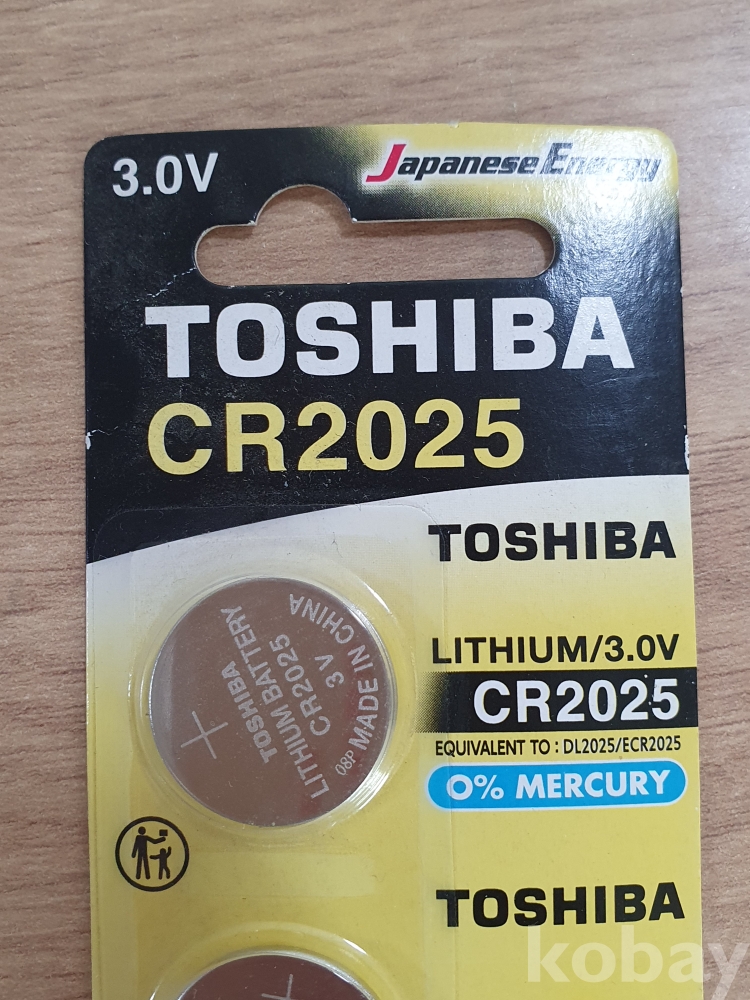 3.0V
Japanese Energy
TOSHIBA
CR2025
TOSHIBA
LITHIUM/3.0V
CR2025
EQUIVALENT TO : DL2025/ECR2025
0% MERCURY
TOSHIBA
LITHIUM BATTERY
CR2025
3V
MADE IN CHINA
08P
+
TOSHIBA
+
kobay